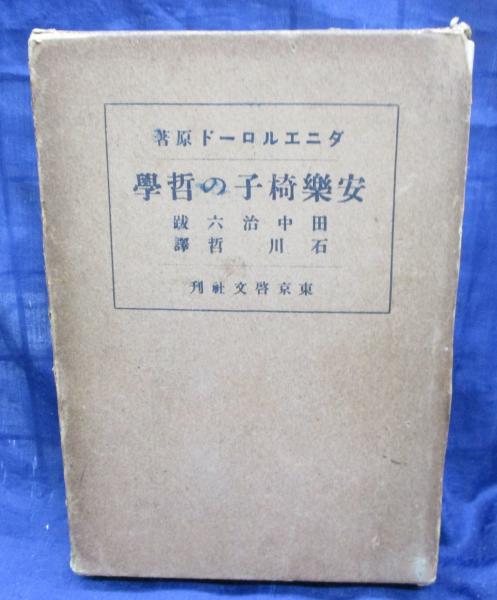 ダニエルロード原著
安樂椅子の哲學
田中治六跋
石川哲譯
東京啓文社刊